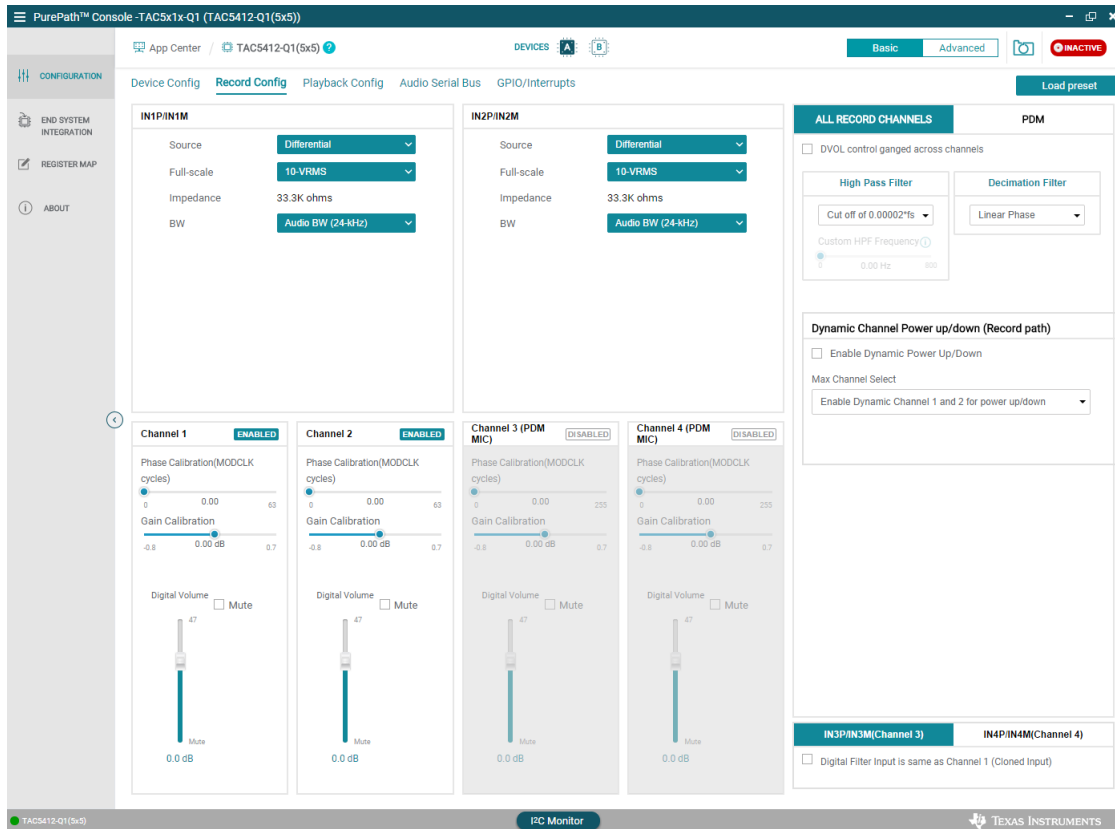 PurePath™ Console -TAC5x1x-Q1 (TAC5412-Q1(5x5))
App Center / TAC5412-Q1(5x5) ?
DEVICES A B
Basic Advanced
INACTIVE
CONFIGURATION
END SYSTEM
INTEGRATION
REGISTER MAP
ABOUT
Device Config Record Config Playback Config Audio Serial Bus GPIO/Interrupts
Load preset
IN1P/IN1M
Source Differential
Full-scale 10-VRMS
Impedance 33.3K ohms
BW Audio BW (24-kHz)
IN2P/IN2M
Source Differential
Full-scale 10-VRMS
Impedance 33.3K ohms
BW Audio BW (24-kHz)
ALL RECORD CHANNELS PDM
DVOL control ganged across channels
High Pass Filter
Cut off of 0.00002*fs
Custom HPF Frequency
2 0.00 Hz 800
Decimation Filter
Linear Phase
Dynamic Channel Power up/down (Record path)
Enable Dynamic Power Up/Down
Max Channel Select
Enable Dynamic Channel 1 and 2 for power up/down
Channel 1 ENABLED
Phase Calibration(MODCLK
cycles)
0 0.00 63
Gain Calibration
-0.8 0.00 dB 0.7
Digital Volume Mute
47
Mute
0.0 dB
Channel 2 ENABLED
Phase Calibration(MODCLK
cycles)
0 0.00 63
Gain Calibration
-0.8 0.00 dB 0.7
Digital Volume Mute
47
Mute
0.0 dB
Channel 3 (PDM
MIC) DISABLED
Phase Calibration(MODCLK
cycles)
0 0.00 255
Gain Calibration
-0.8 0.00 dB 0.7
Digital Volume Mute
47
Mute
0.0 dB
Channel 4 (PDM
MIC) DISABLED
Phase Calibration(MODCLK
cycles)
0 0.00 255
Gain Calibration
-0.8 0.00 dB 0.7
Digital Volume Mute
47
Mute
0.0 dB
IN3P/IN3M(Channel 3) IN4P/IN4M(Channel 4)
Digital Filter Input is same as Channel 1 (Cloned Input)
TAC5412-Q1(5x5)
I²C Monitor
TEXAS INSTRUMENTS